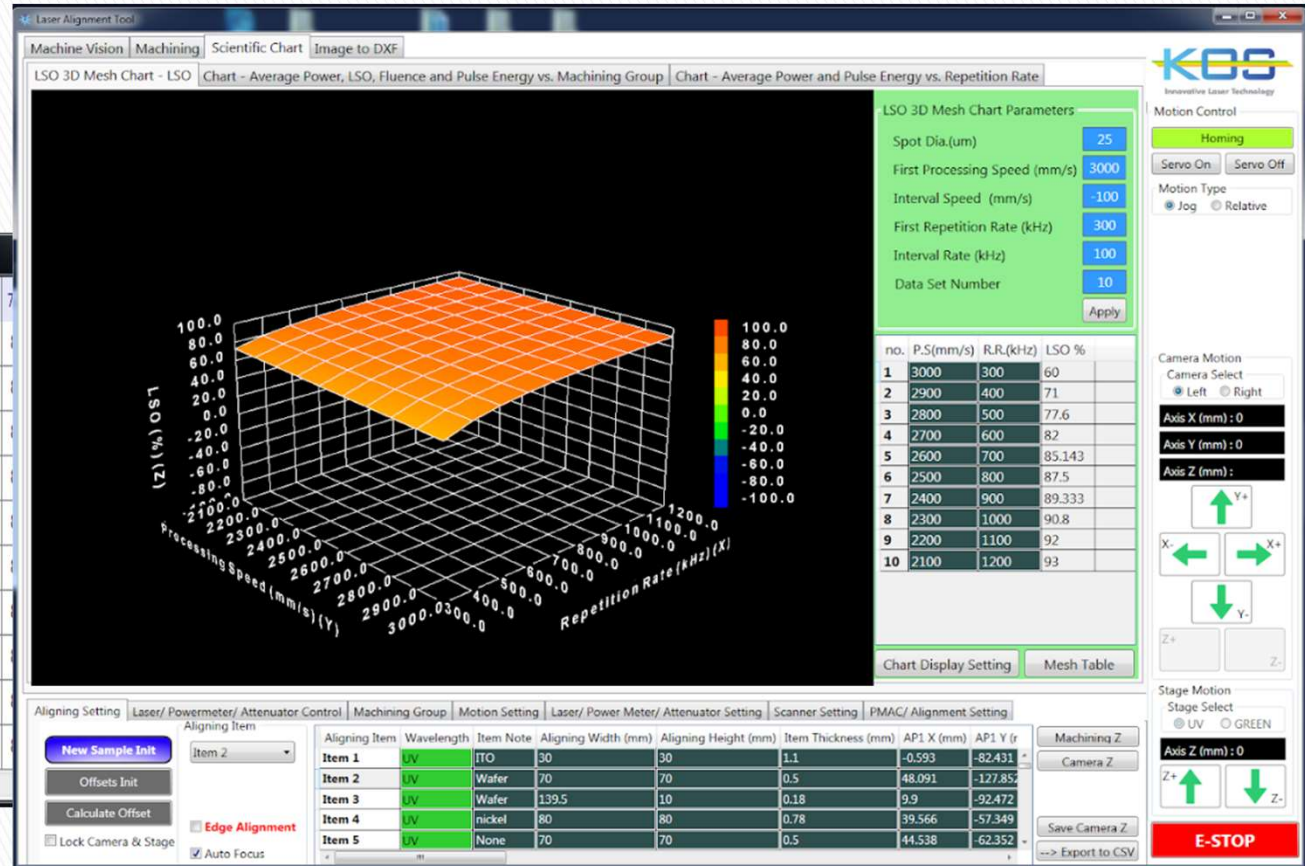 Laser Alignment Tool
Machine Vision Machining Scientific Chart Image to DXF
LSO 3D Mesh Chart - LSO Chart - Average Power, LSO, Fluence and Pulse Energy vs. Machining Group Chart - Average Power and Pulse Energy vs. Repetition Rate
100.0
80.0
60.0
40.0
20.0
0.0
-20.0
-40.0
-60.0
-80.0
LSO (%) (Z)
2100.0
2200.0
2300.0
2400.0
2500.0
2600.0
2700.0
2800.0
2900.0
3000.0
Processing Speed (mm/s) (Y)
300.0
400.0
500.0
600.0
700.0
800.0
900.0
1000.0
1100.0
1200.0
Repetition Rate (kHz) (X)
100.0
80.0
60.0
40.0
20.0
0.0
-20.0
-40.0
-60.0
-80.0
-100.0
LSO 3D Mesh Chart Parameters
Spot Dia.(um) 25
First Processing Speed (mm/s) 3000
Interval Speed (mm/s) -100
First Repetition Rate (kHz) 300
Interval Rate (kHz) 100
Data Set Number 10
Apply
no. P.S(mm/s) R.R.(kHz) LSO %
1 3000 300 60
2 2900 400 71
3 2800 500 77.6
4 2700 600 82
5 2600 700 85.143
6 2500 800 87.5
7 2400 900 89.333
8 2300 1000 90.8
9 2200 1100 92
10 2100 1200 93
Chart Display Setting Mesh Table
KOS
Innovative Laser Technology
Motion Control
Homing
Servo On Servo Off
Motion Type
Jog Relative
Camera Motion
Camera Select
Left Right
Axis X (mm) : 0
Axis Y (mm) : 0
Axis Z (mm) :
Y+
X- X+
Y-
Z+ Z-
Stage Motion
Stage Select
UV GREEN
Axis Z (mm) : 0
Z+ Z-
E-STOP
Aligning Setting Laser/ Powermeter/ Attenuator Control Machining Group Motion Setting Laser/ Power Meter/ Attenuator Setting Scanner Setting PMAC/ Alignment Setting
New Sample Init
Offsets Init
Calculate Offset
Lock Camera & Stage
Aligning Item
Item 2
Edge Alignment
Auto Focus
Aligning Item Wavelength Item Note Aligning Width (mm) Aligning Height (mm) Item Thickness (mm) AP1 X (mm) AP1 Y (r
Item 1 UV ITO 30 30 1.1 -0.593 -82.431
Item 2 UV Wafer 70 70 0.5 48.091 -127.852
Item 3 UV Wafer 139.5 10 0.18 9.9 -92.472
Item 4 UV nickel 80 80 0.78 39.566 -57.349
Item 5 UV None 70 70 0.5 44.538 -62.352
Machining Z
Camera Z
Save Camera Z
--> Export to CSV